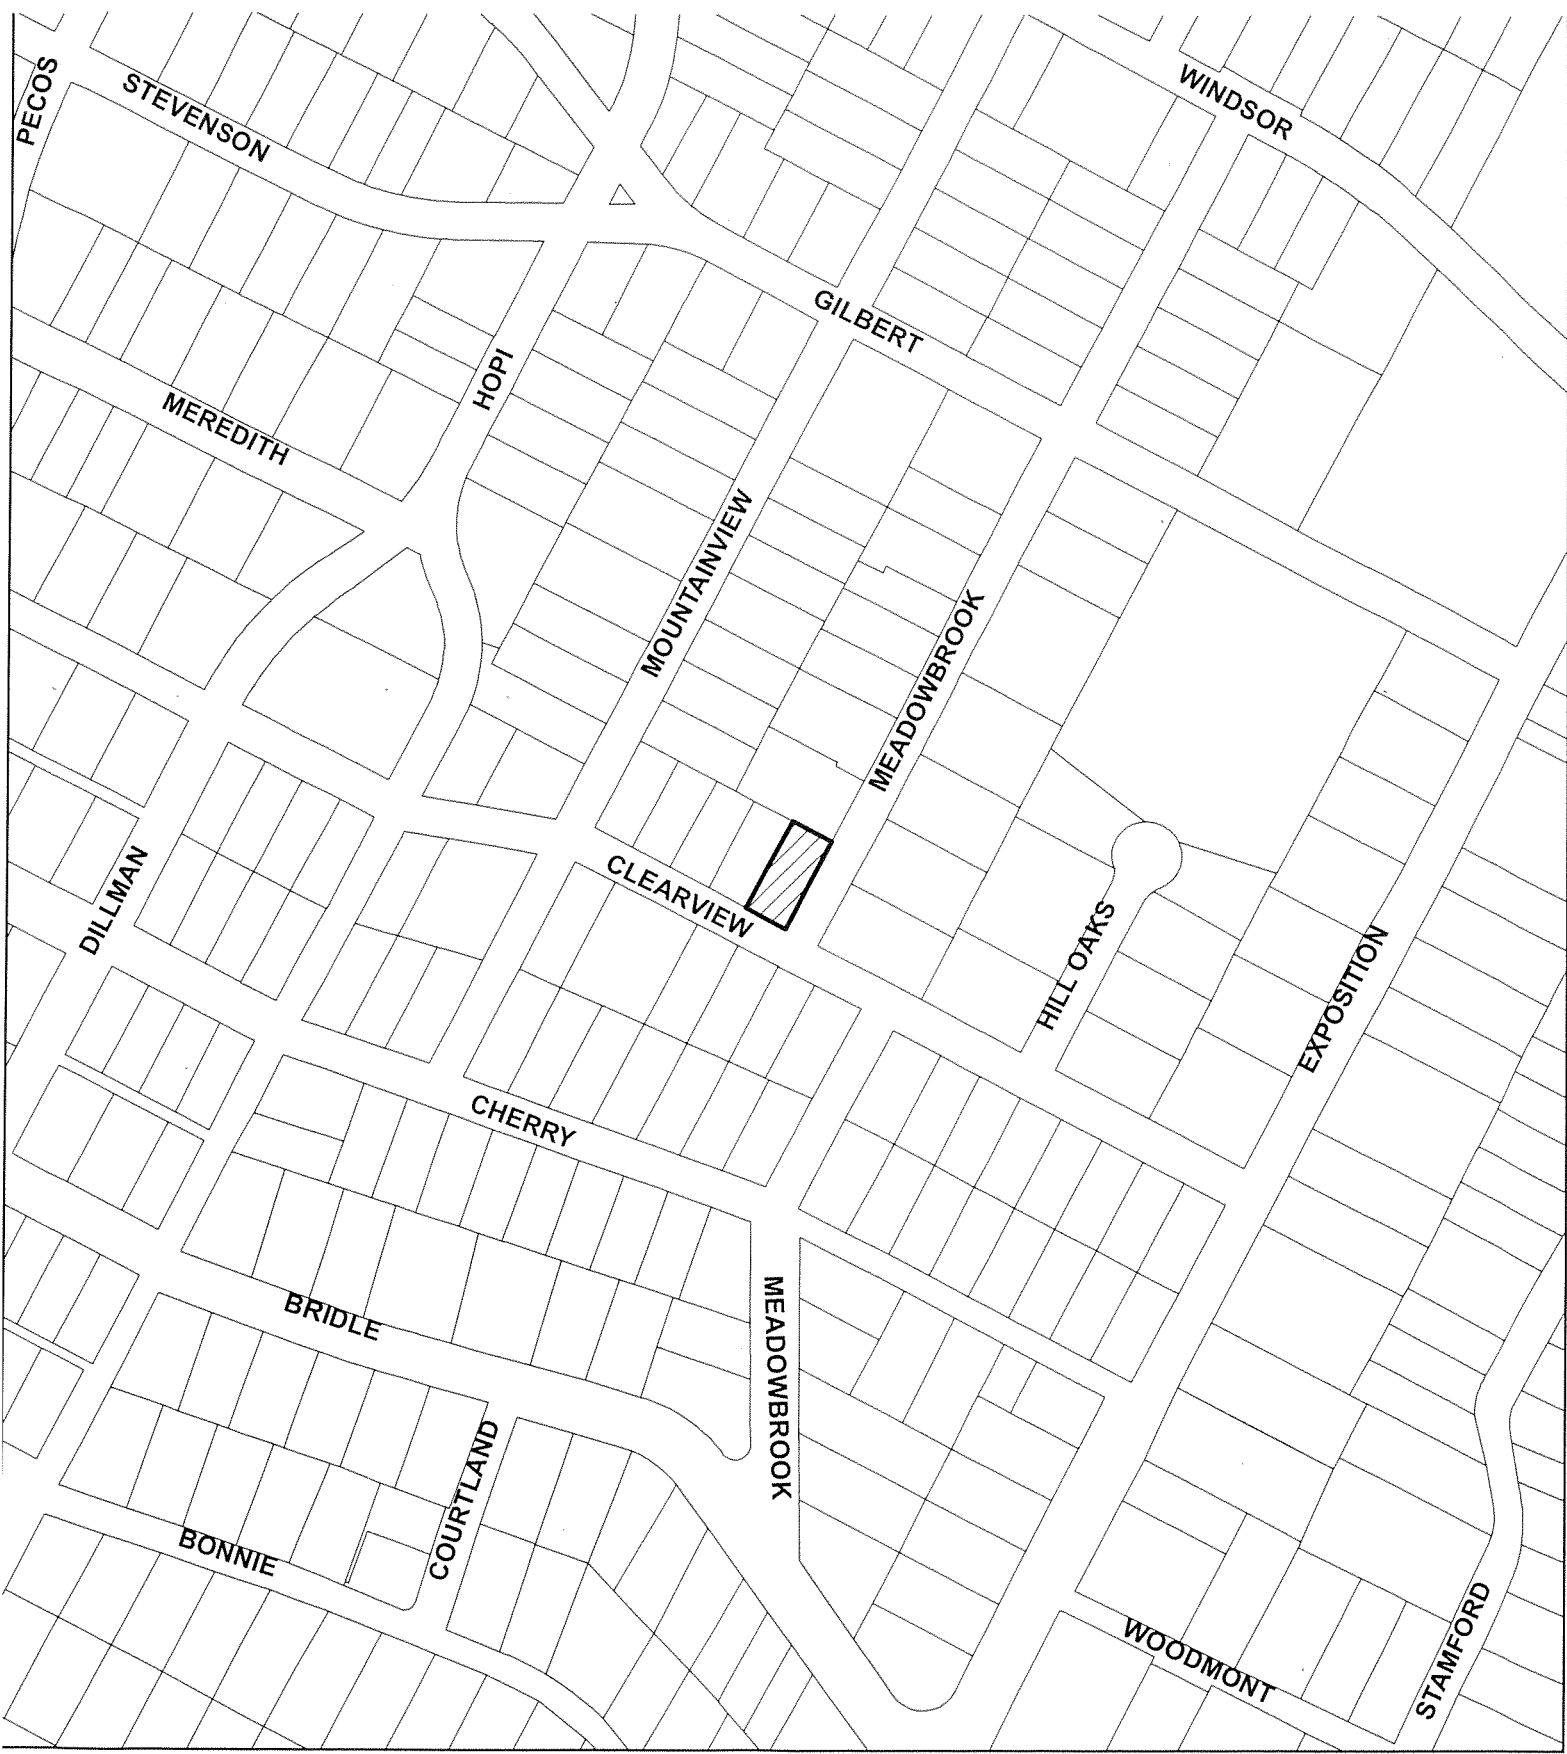 PECOS
STEVENSON
WINDSOR
GILBERT
HOPI
MEREDITH
MOUNTAINVIEW
MEADOWBROOK
CLEARVIEW
DILLMAN
HILL OAKS
EXPOSITION
CHERRY
BRIDLE
MEADOWBROOK
COURTLAND
BONNIE
WOODMONT
STAMFORD